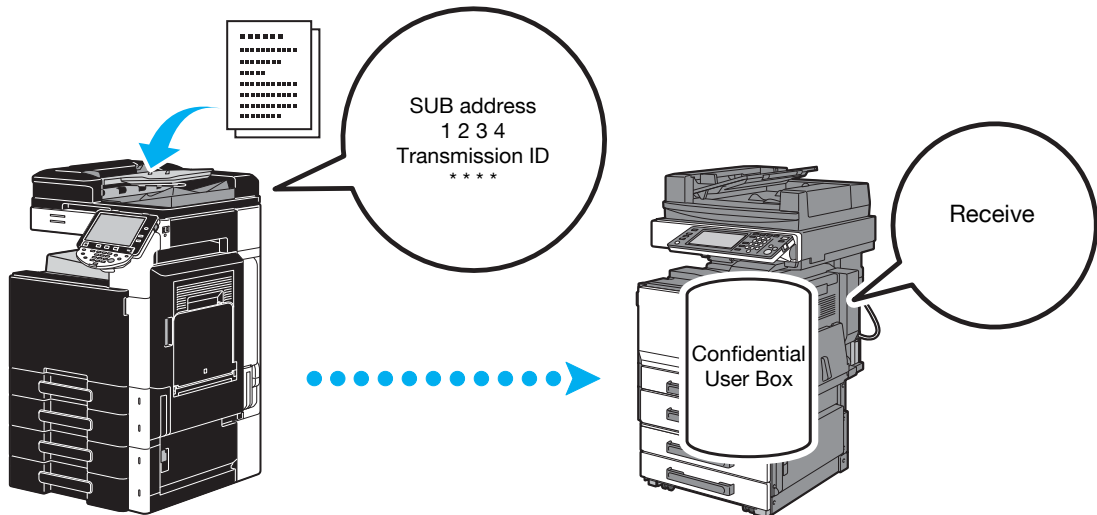 SUB address
1 2 3 4
Transmission ID
* * * *
Receive
Confidential
User Box